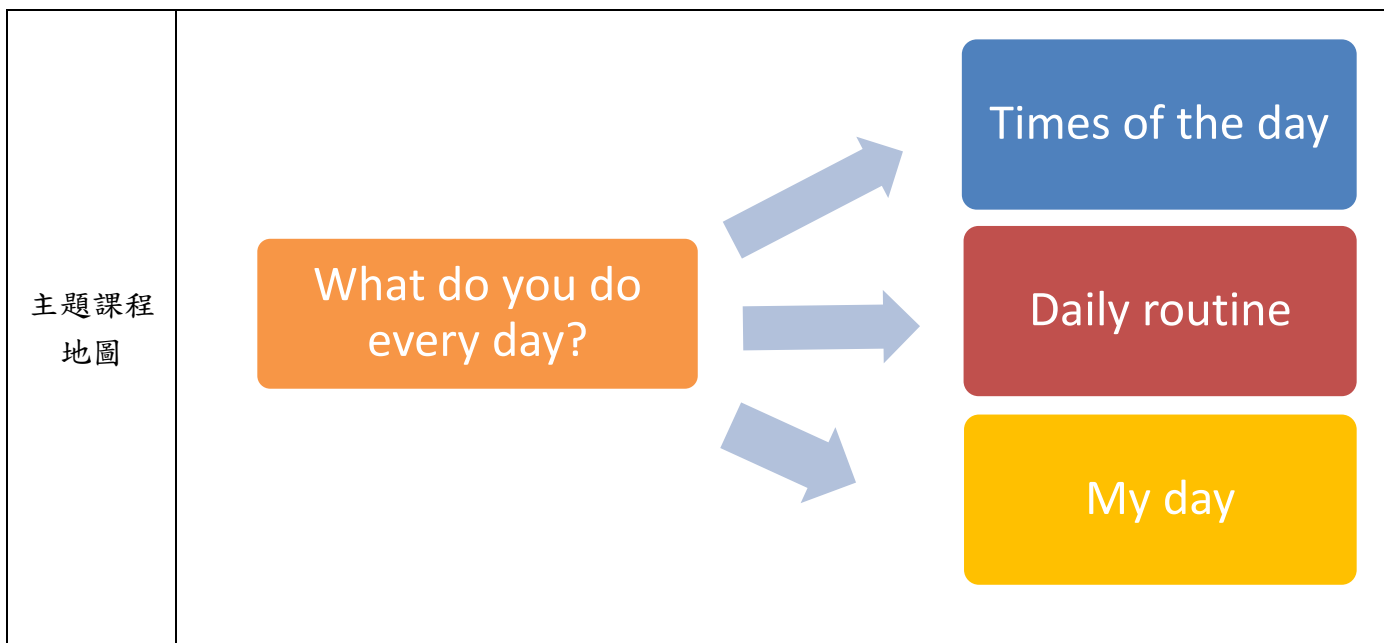 主題課程
地圖
What do you do
every day?
Times of the day
Daily routine
My day